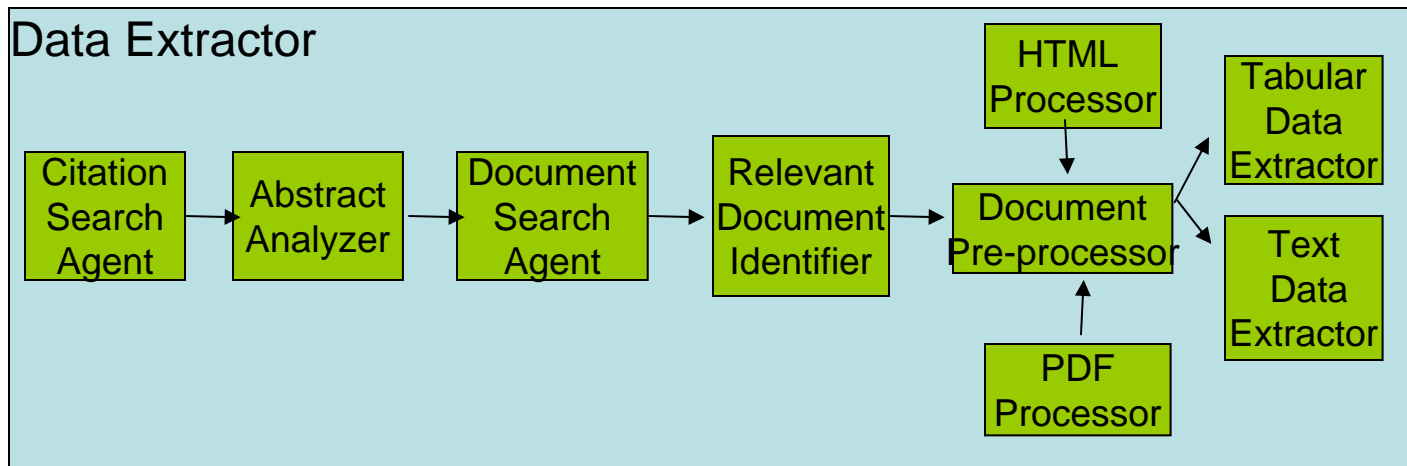 Data Extractor
Citation
Search
Agent
Abstract
Analyzer
Document
Search
Agent
Relevant
Document
Identifier
HTML
Processor
Document
Pre-processor
PDF
Processor
Tabular
Data
Extractor
Text
Data
Extractor